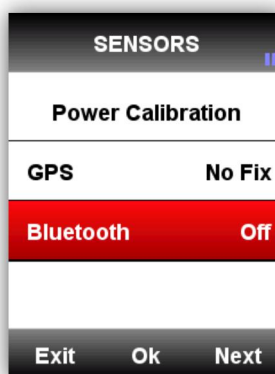 SENSORS
Power Calibration
GPS No Fix
Bluetooth Off
Exit Ok Next